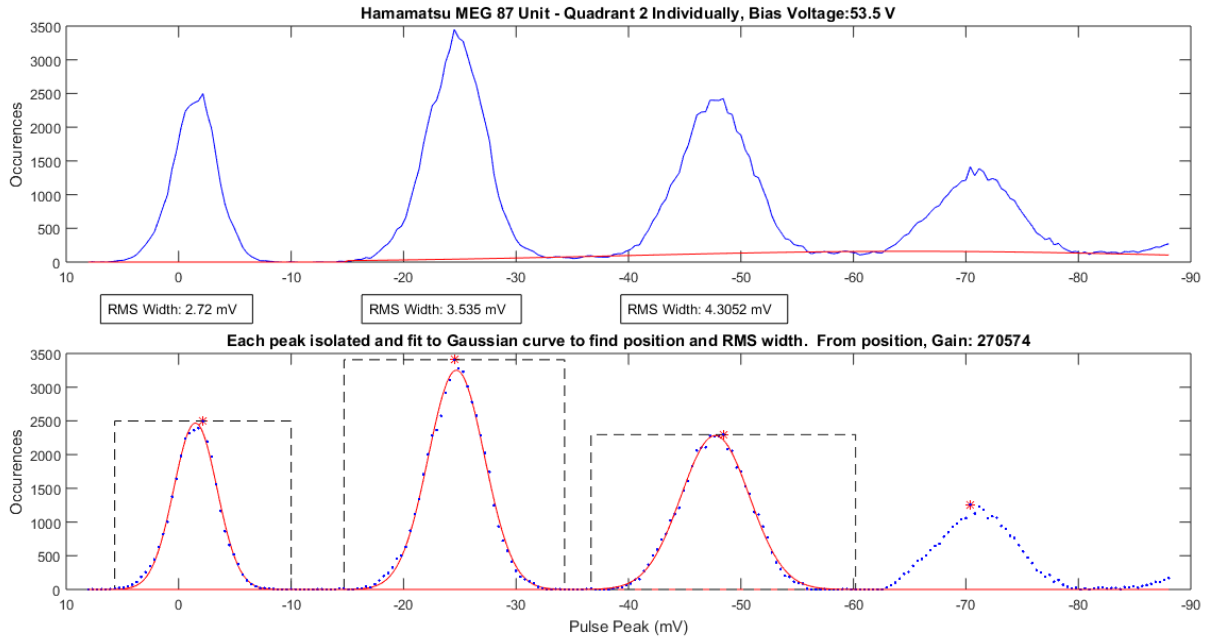 Hamamatsu MEG 87 Unit - Quadrant 2 Individually, Bias Voltage:53.5 V
3500
3000
2500
2000
1500
1000
500
0
Occurences
10 0 -10 -20 -30 -40 -50 -60 -70 -80 -90
RMS Width: 2.72 mV
RMS Width: 3.535 mV
RMS Width: 4.3052 mV
Each peak isolated and fit to Gaussian curve to find position and RMS width.  From position, Gain: 270574
3500
3000
2500
2000
1500
1000
500
0
Occurences
10 0 -10 -20 -30 -40 -50 -60 -70 -80 -90
Pulse Peak (mV)